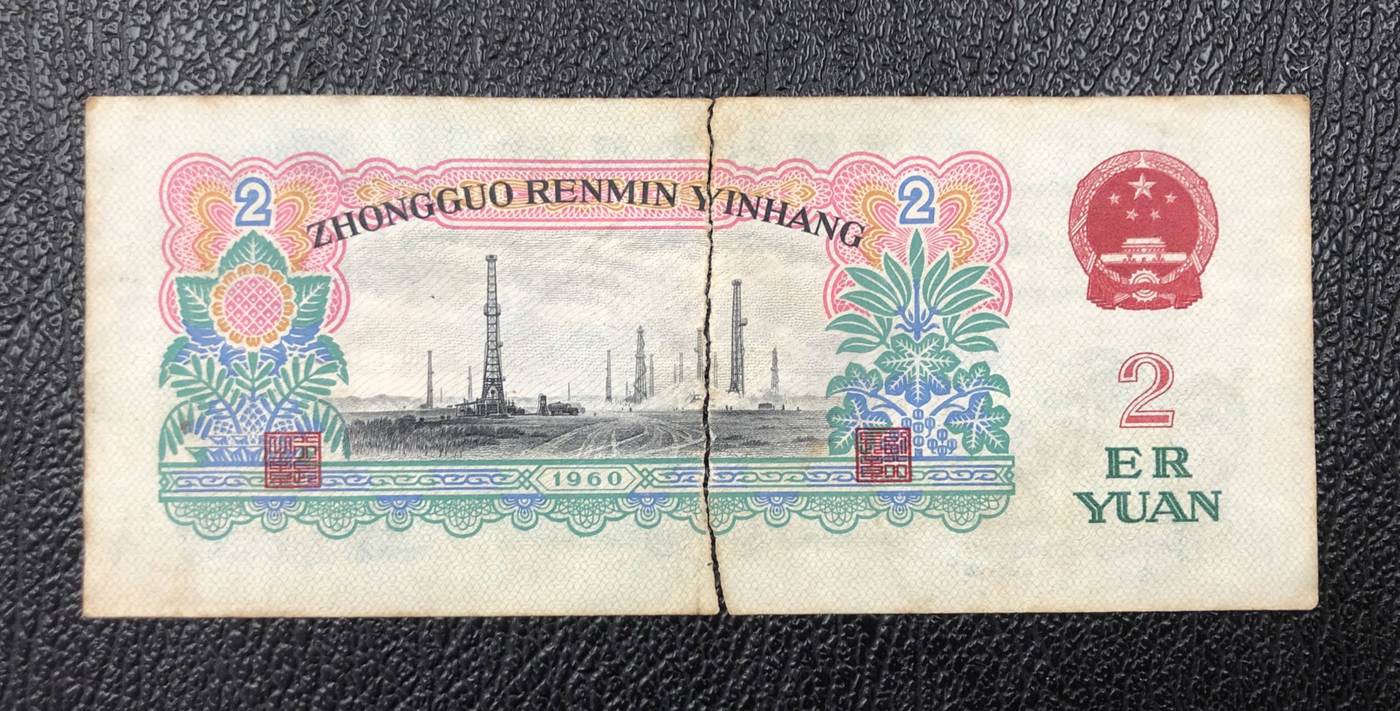 2 2
ZHONGGUO RENMIN YINHANG
2
ER
YUAN
1960